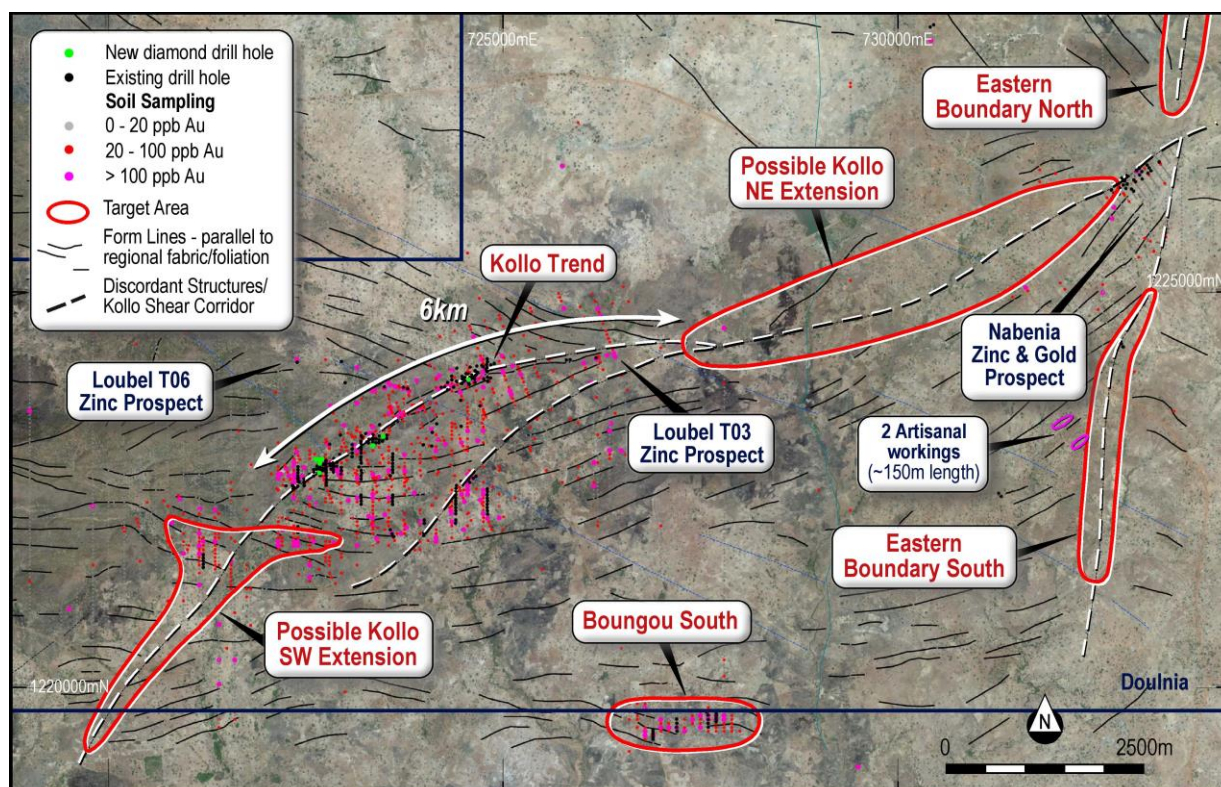 New diamond drill hole
Existing drill hole
Soil Sampling
0 - 20 ppb Au
20 - 100 ppb Au
> 100 ppb Au
Target Area
Form Lines - parallel to
regional fabric/foliation
Discordant Structures/
Kollo Shear Corridor
725000mE
730000mE
Eastern
Boundary North
Possible Kollo
NE Extension
Kollo Trend
6km
1225000mN
Loubel T06
Zinc Prospect
Nabenia
Zinc & Gold
Prospect
Loubel T03
Zinc Prospect
2 Artisanal
workings
(~150m length)
Eastern
Boundary South
Possible Kollo
SW Extension
Boungou South
1220000mN
Doulnia
N
0
2500m